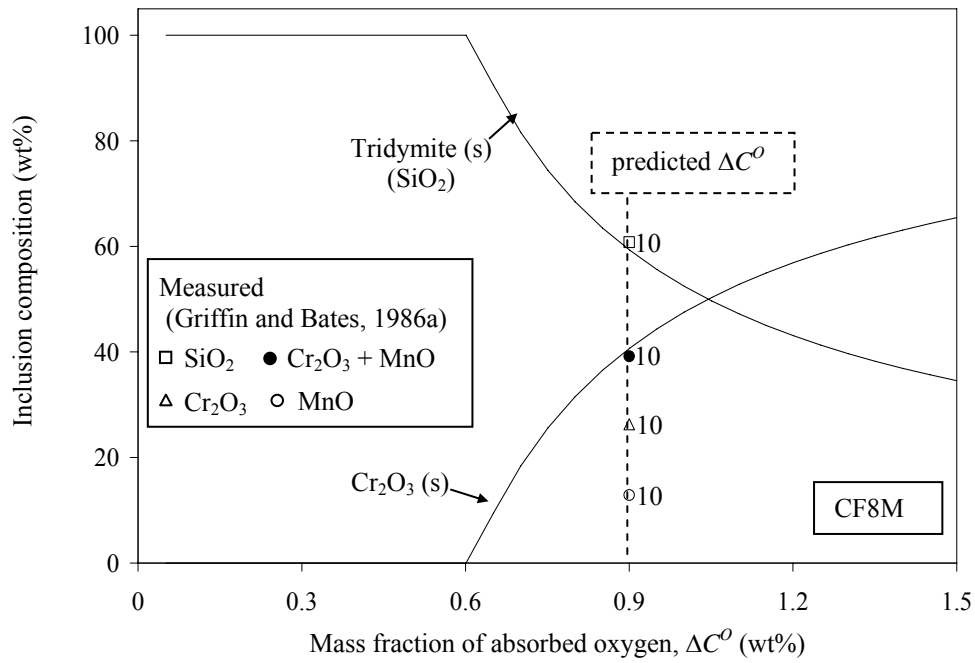 100
80
60
40
20
0
Inclusion composition (wt%)
Tridymite (s)
(SiO₂)
predicted ΔC^O
10
Measured
(Griffin and Bates, 1986a)
□ SiO₂ ● Cr₂O₃ + MnO
△ Cr₂O₃ ○ MnO
10
10
Cr₂O₃ (s)
10
CF8M
0 0.3 0.6 0.9 1.2 1.5
Mass fraction of absorbed oxygen, ΔC^O (wt%)